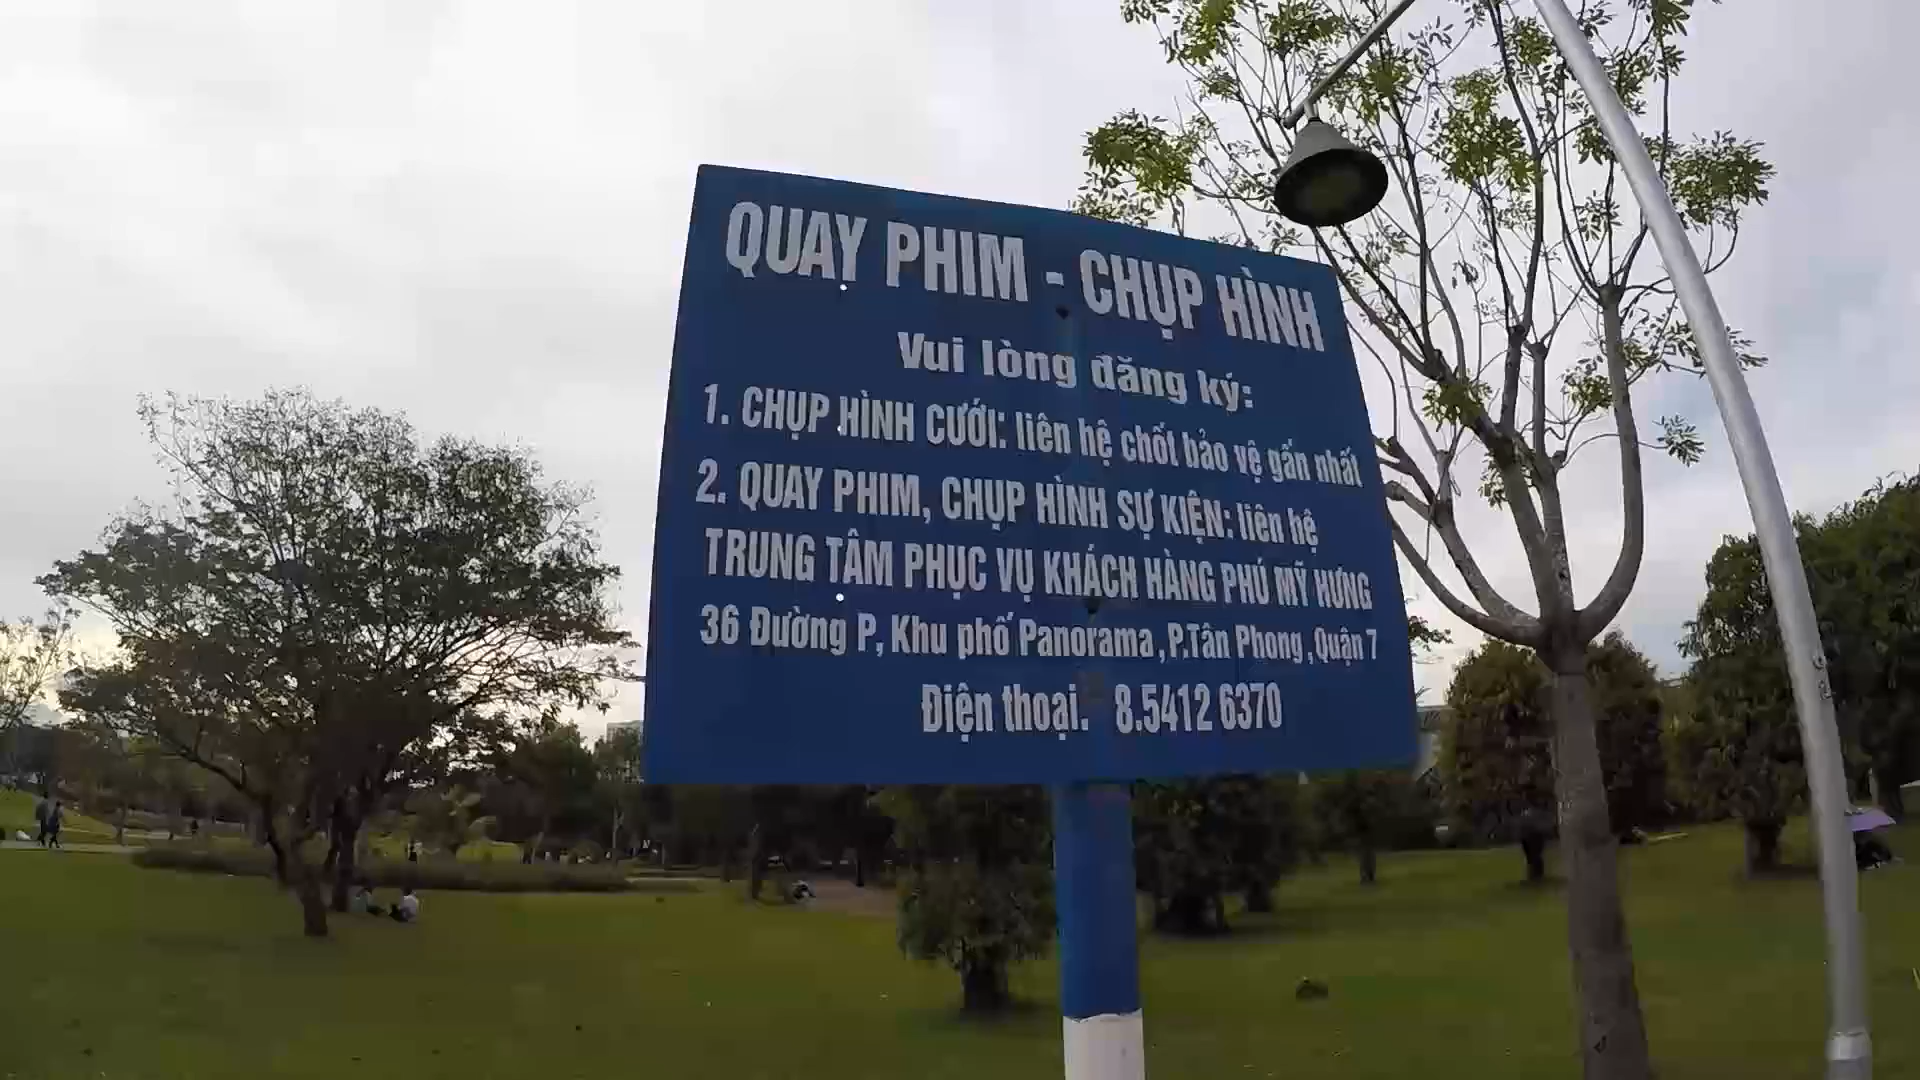 QUAY PHIM - CHỤP HÌNH
Vui lòng đăng ký:
1. CHỤP HÌNH CƯỚI: liên hệ chốt bảo vệ gần nhất
2. QUAY PHIM, CHỤP HÌNH SỰ KIỆN: liên hệ
TRUNG TÂM PHỤC VỤ KHÁCH HÀNG PHÚ MỸ HƯNG
36 Đường P, Khu phố Panorama, P.Tân Phong, Quận 7
Điện thoại. 8.5412 6370